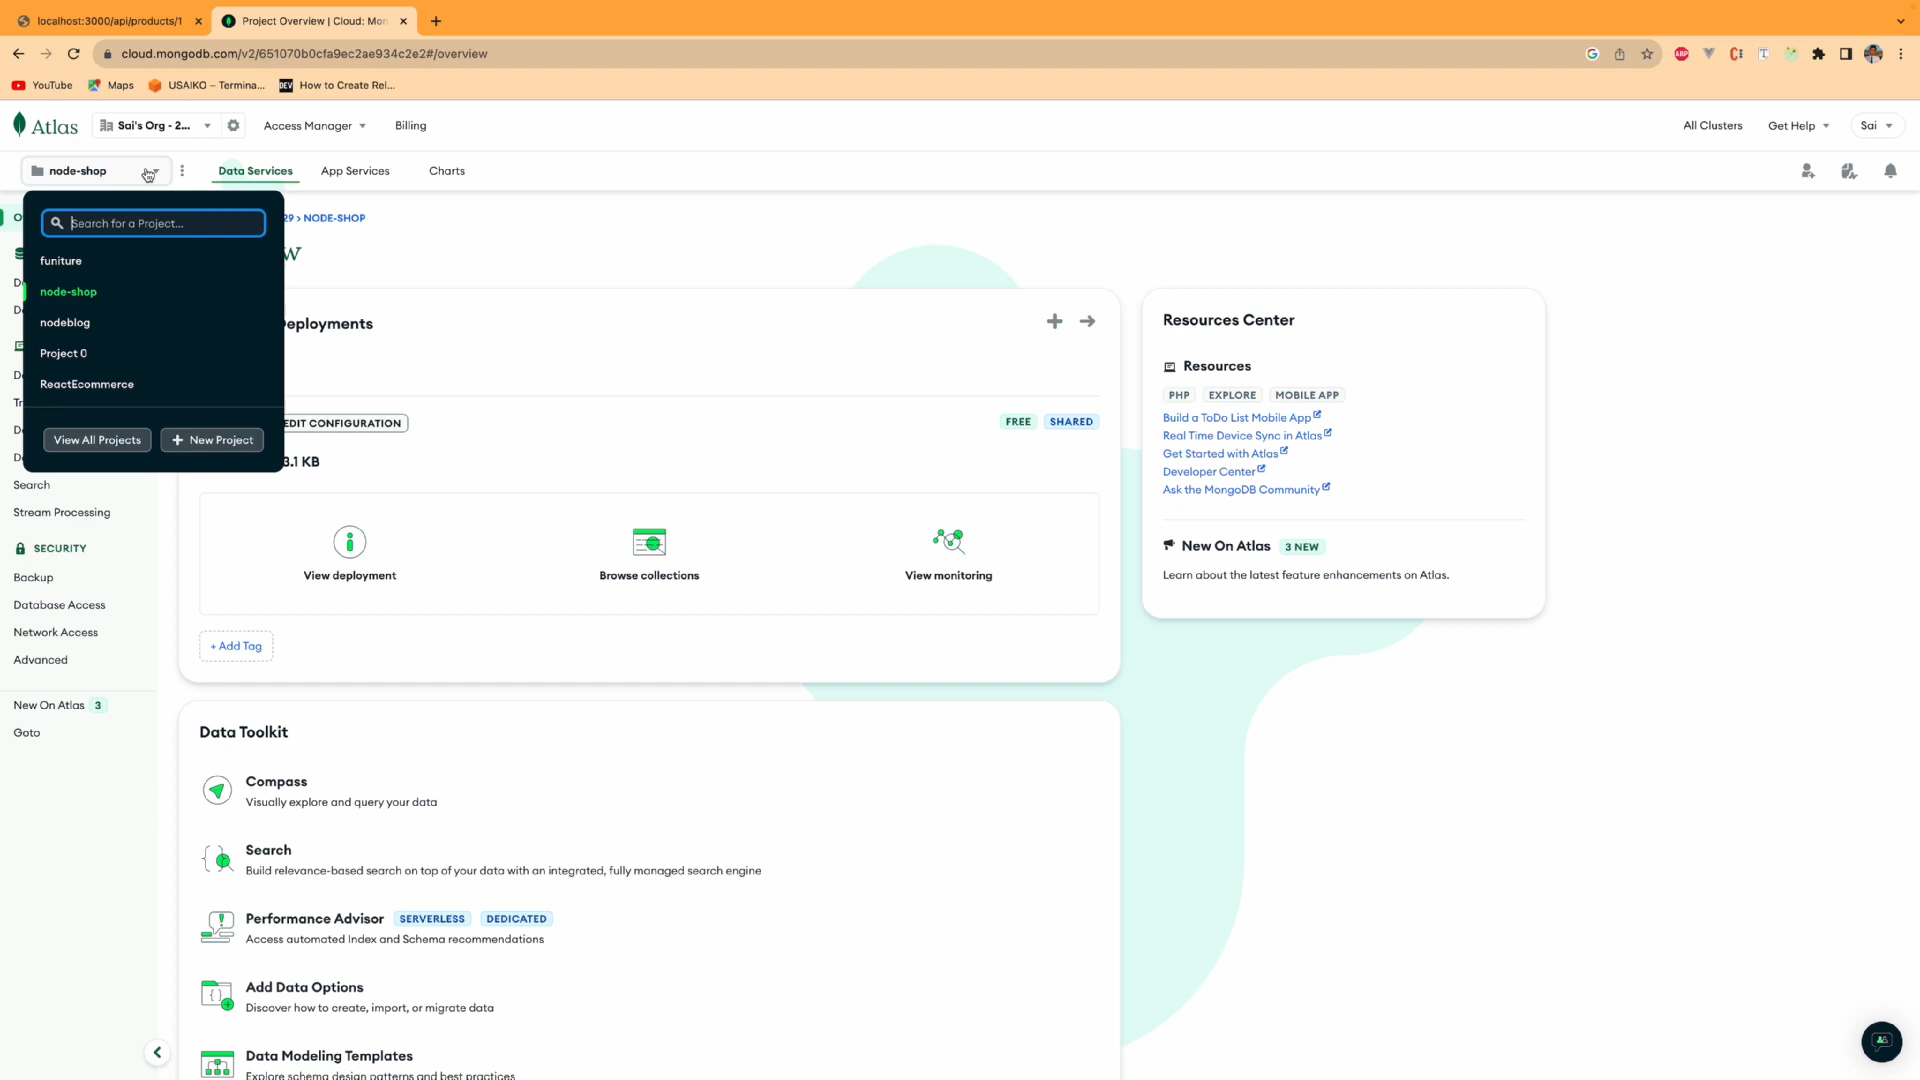 localhost:3000/api/products/1
Project Overview | Cloud: Mon
cloud.mongodb.com/v2/651070b0cfa9ec2ae934c2e2#/overview
YouTube
Maps
USAIKO – Termina...
DEV How to Create Rel...
Atlas
Sai's Org - 2...
Access Manager
Billing
All Clusters
Get Help
Sai
node-shop
Data Services
App Services
Charts
Search for a Project...
funiture
node-shop
nodeblog
Project 0
ReactEcommerce
View All Projects
+ New Project
29 > NODE-SHOP
Deployments
EDIT CONFIGURATION
FREE
SHARED
3.1 KB
View deployment
Browse collections
View monitoring
+ Add Tag
Resources Center
Resources
PHP
EXPLORE
MOBILE APP
Build a ToDo List Mobile App
Real Time Device Sync in Atlas
Get Started with Atlas
Developer Center
Ask the MongoDB Community
New On Atlas 3 NEW
Learn about the latest feature enhancements on Atlas.
Search
Stream Processing
SECURITY
Backup
Database Access
Network Access
Advanced
New On Atlas 3
Goto
Data Toolkit
Compass
Visually explore and query your data
Search
Build relevance-based search on top of your data with an integrated, fully managed search engine
Performance Advisor SERVERLESS DEDICATED
Access automated Index and Schema recommendations
Add Data Options
Discover how to create, import, or migrate data
Data Modeling Templates
Explore schema design patterns and best practices